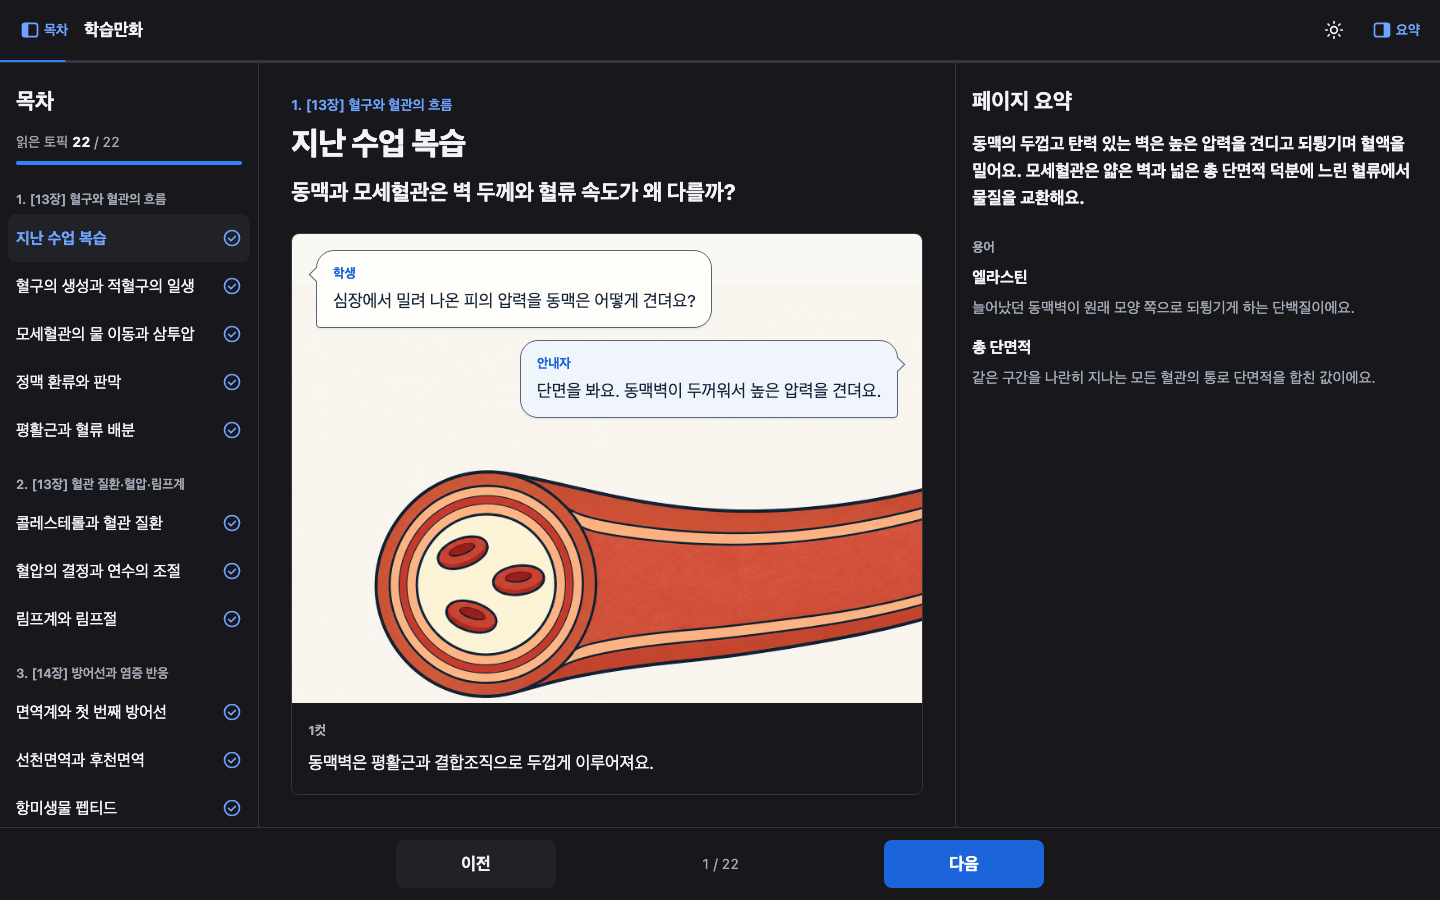 목차
학습만화
요약
목차
읽은 토픽 22 / 22
1. [13장] 혈구와 혈관의 흐름
지난 수업 복습
혈구의 생성과 적혈구의 일생
모세혈관의 물 이동과 삼투압
정맥 환류와 판막
평활근과 혈류 배분
2. [13장] 혈관 질환·혈압·림프계
콜레스테롤과 혈관 질환
혈압의 결정과 연수의 조절
림프계와 림프절
3. [14장] 방어선과 염증 반응
면역계와 첫 번째 방어선
선천면역과 후천면역
항미생물 펩티드
1. [13장] 혈구와 혈관의 흐름
지난 수업 복습
동맥과 모세혈관은 벽 두께와 혈류 속도가 왜 다를까?
학생
심장에서 밀려 나온 피의 압력을 동맥은 어떻게 견뎌요?
안내자
단면을 봐요. 동맥벽이 두꺼워서 높은 압력을 견뎌요.
1컷
동맥벽은 평활근과 결합조직으로 두껍게 이루어져요.
페이지 요약
동맥의 두껍고 탄력 있는 벽은 높은 압력을 견디고 되튕기며 혈액을
밀어요. 모세혈관은 얇은 벽과 넓은 총 단면적 덕분에 느린 혈류에서
물질을 교환해요.
용어
엘라스틴
늘어났던 동맥벽이 원래 모양 쪽으로 되튕기게 하는 단백질이에요.
총 단면적
같은 구간을 나란히 지나는 모든 혈관의 통로 단면적을 합친 값이에요.
이전
1 / 22
다음